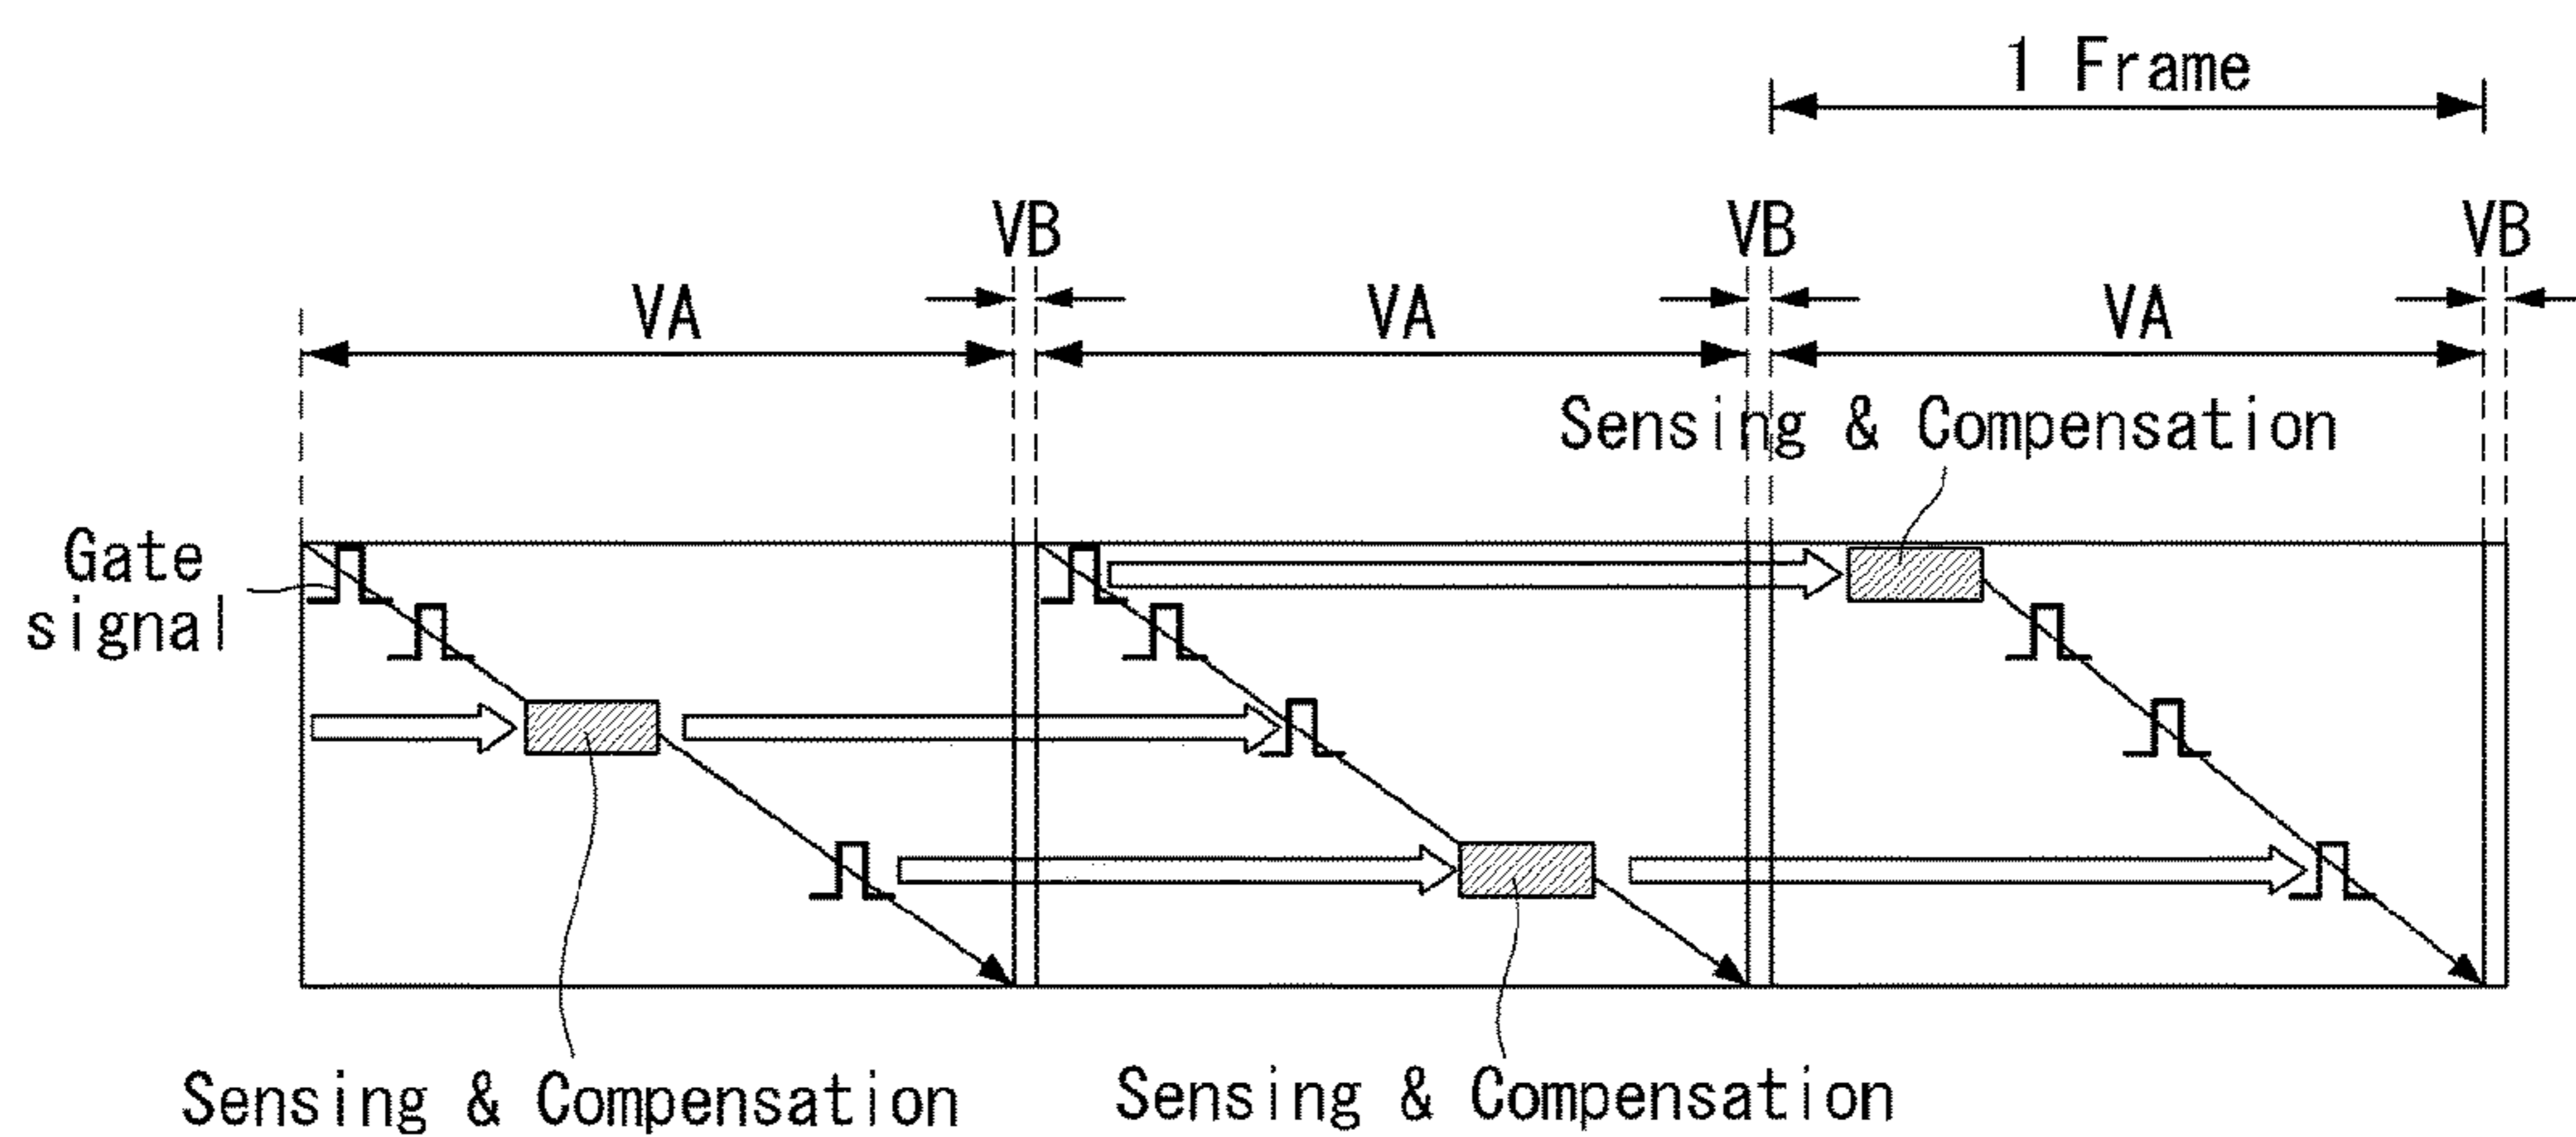 1 Frame
VB
VB
VB
VA
VA
VA
Sensing & Compensation
Gate
signal
Sensing & Compensation
Sensing & Compensation